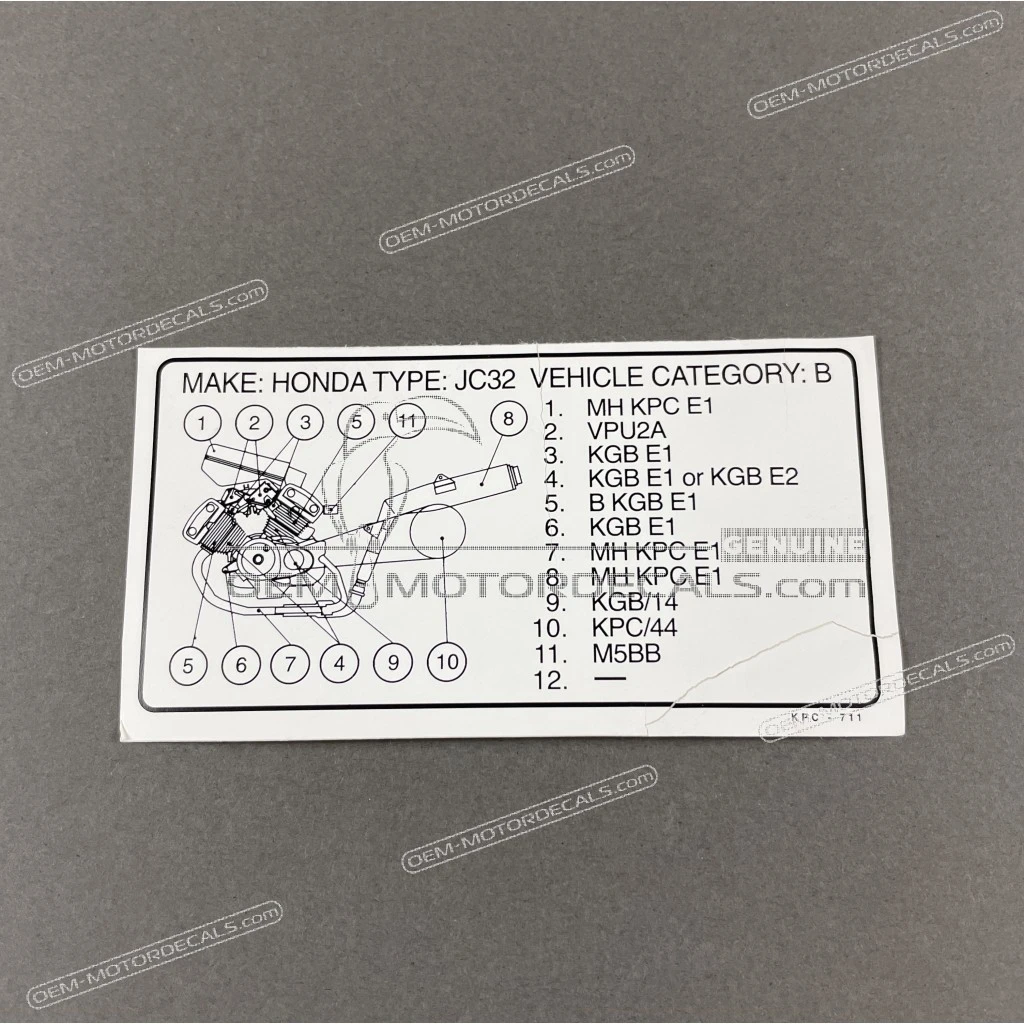 OEM-MOTORDECALS.com
OEM-MOTORDECALS.com
OEM-MOTORDECALS.com
MAKE: HONDA TYPE: JC32 VEHICLE CATEGORY: B
1 2 3 5 11 8
1. MH KPC E1
2. VPU2A
3. KGB E1
4. KGB E1 or KGB E2
5. B KGB E1
6. KGB E1
7. MH KPC E1
GENUINE
8. MH KPC E1
OEM-MOTORDECALS.com
9. KGB/14
10. KPC/44
11. M5BB
12. —
5 6 7 4 9 10
KPC - 711
OEM-MOTORDECALS.com
OEM-MOTORDECALS.com
OEM-MOTORDECALS.com